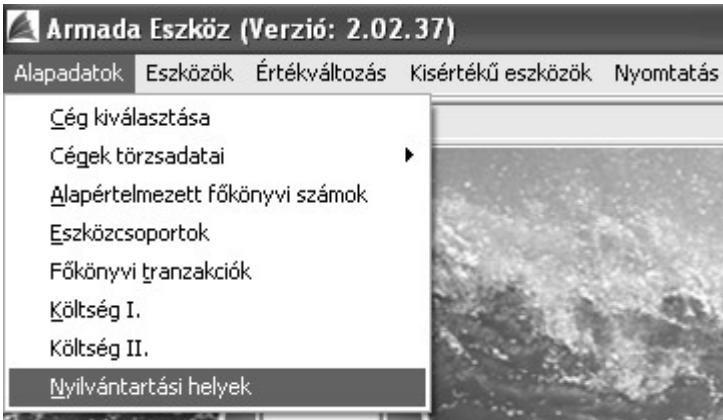 Armada Eszköz (Verzió: 2.02.37)
Alapadatok Eszközök Értékváltozás Kisértékű eszközök Nyomtatás
Cég kiválasztása
Cégek törzsadatai
Alapértelmezett főkönyvi számok
Eszközcsoportok
Főkönyvi tranzakciók
Költség I.
Költség II.
Nyilvántartási helyek